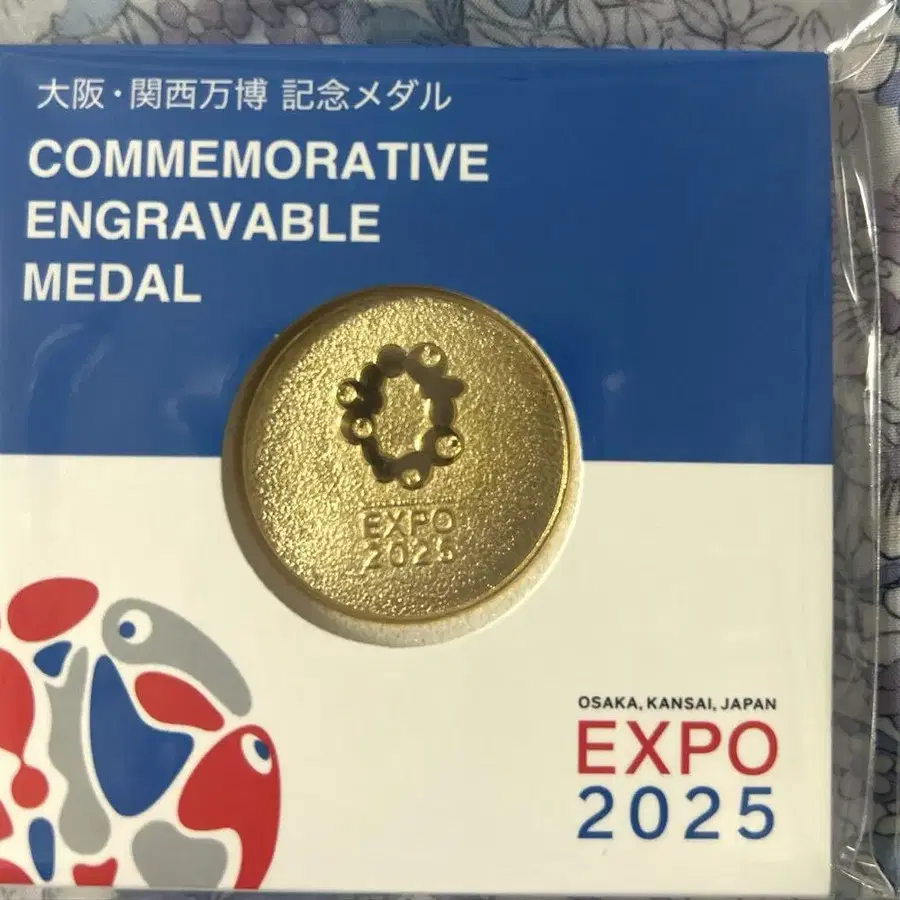 大阪・関西万博 記念メダル
COMMEMORATIVE
ENGRAVABLE
MEDAL
EXPO
2025
OSAKA, KANSAI, JAPAN
EXPO
2025